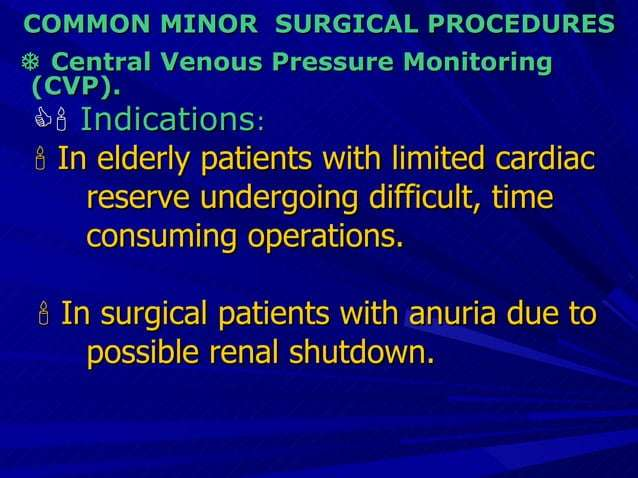 COMMON MINOR SURGICAL PROCEDURES
❄ Central Venous Pressure Monitoring
(CVP).
Indications:
In elderly patients with limited cardiac
reserve undergoing difficult, time
consuming operations.
In surgical patients with anuria due to
possible renal shutdown.